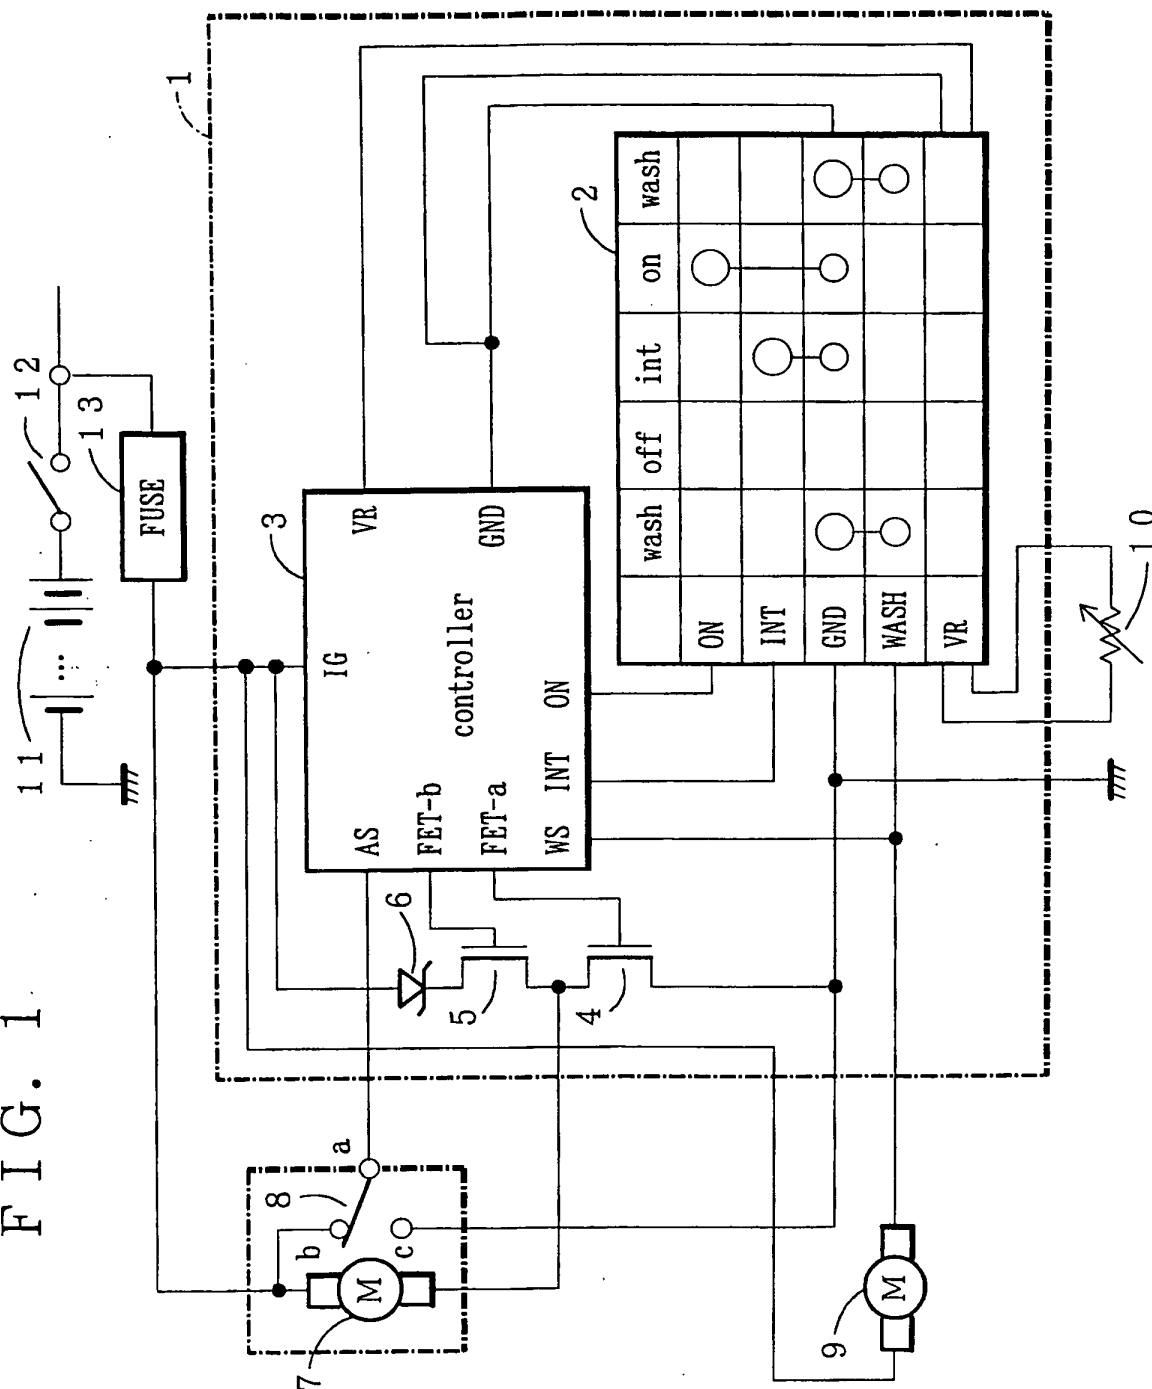 FIG. 1
11
12
13
FUSE
1
3
IG
VR
AS
FET-b
FET-a
GND
controller
WS
INT
ON
6
5
4
2
wash
off
int
on
wash
ON
INT
GND
WASH
VR
10
7
8
a
b
c
M
9
M